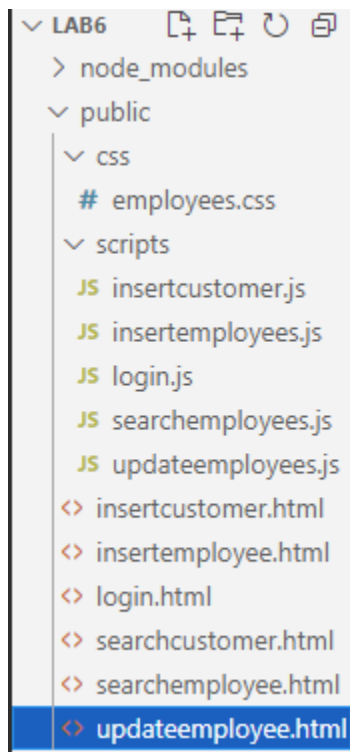 LAB6
node_modules
public
css
# employees.css
scripts
JS insertcustomer.js
JS insertemployees.js
JS login.js
JS searchemployees.js
JS updateemployees.js
<> insertcustomer.html
<> insertemployee.html
<> login.html
<> searchcustomer.html
<> searchemployee.html
<> updateemployee.html